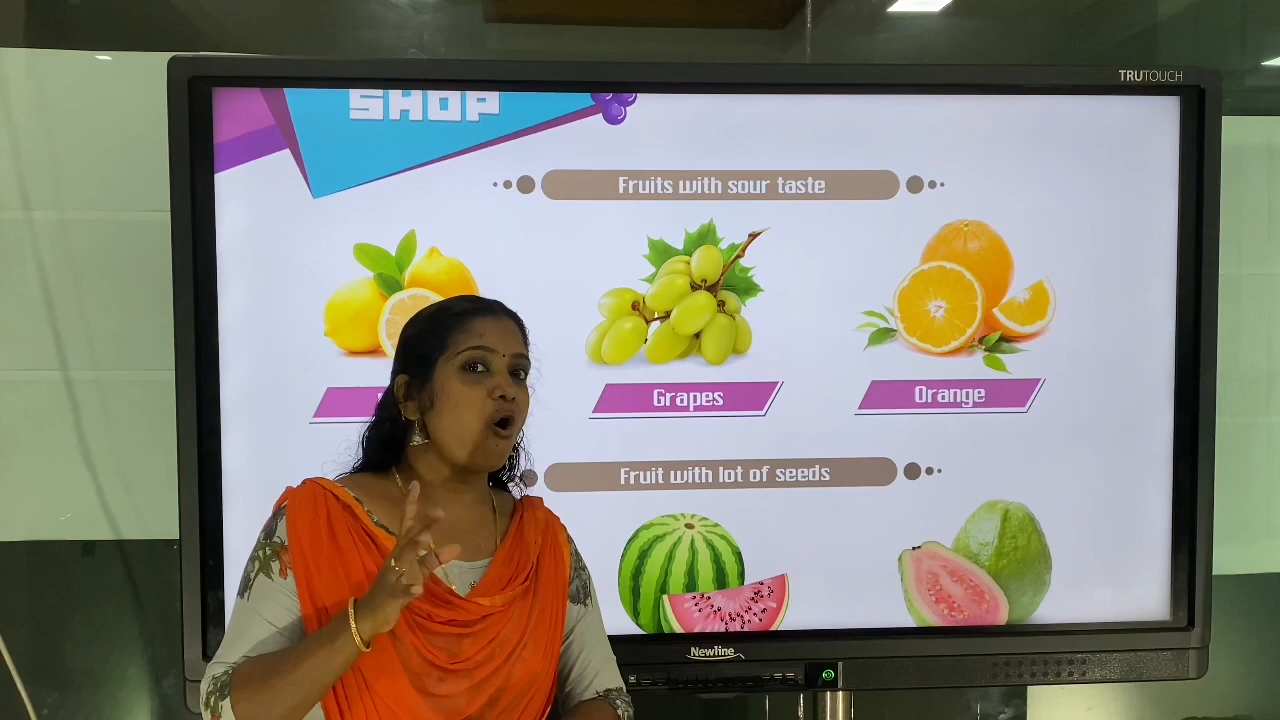 TRUTOUCH
SHOP
Fruits with sour taste
Grapes
Orange
Fruit with lot of seeds
Newline